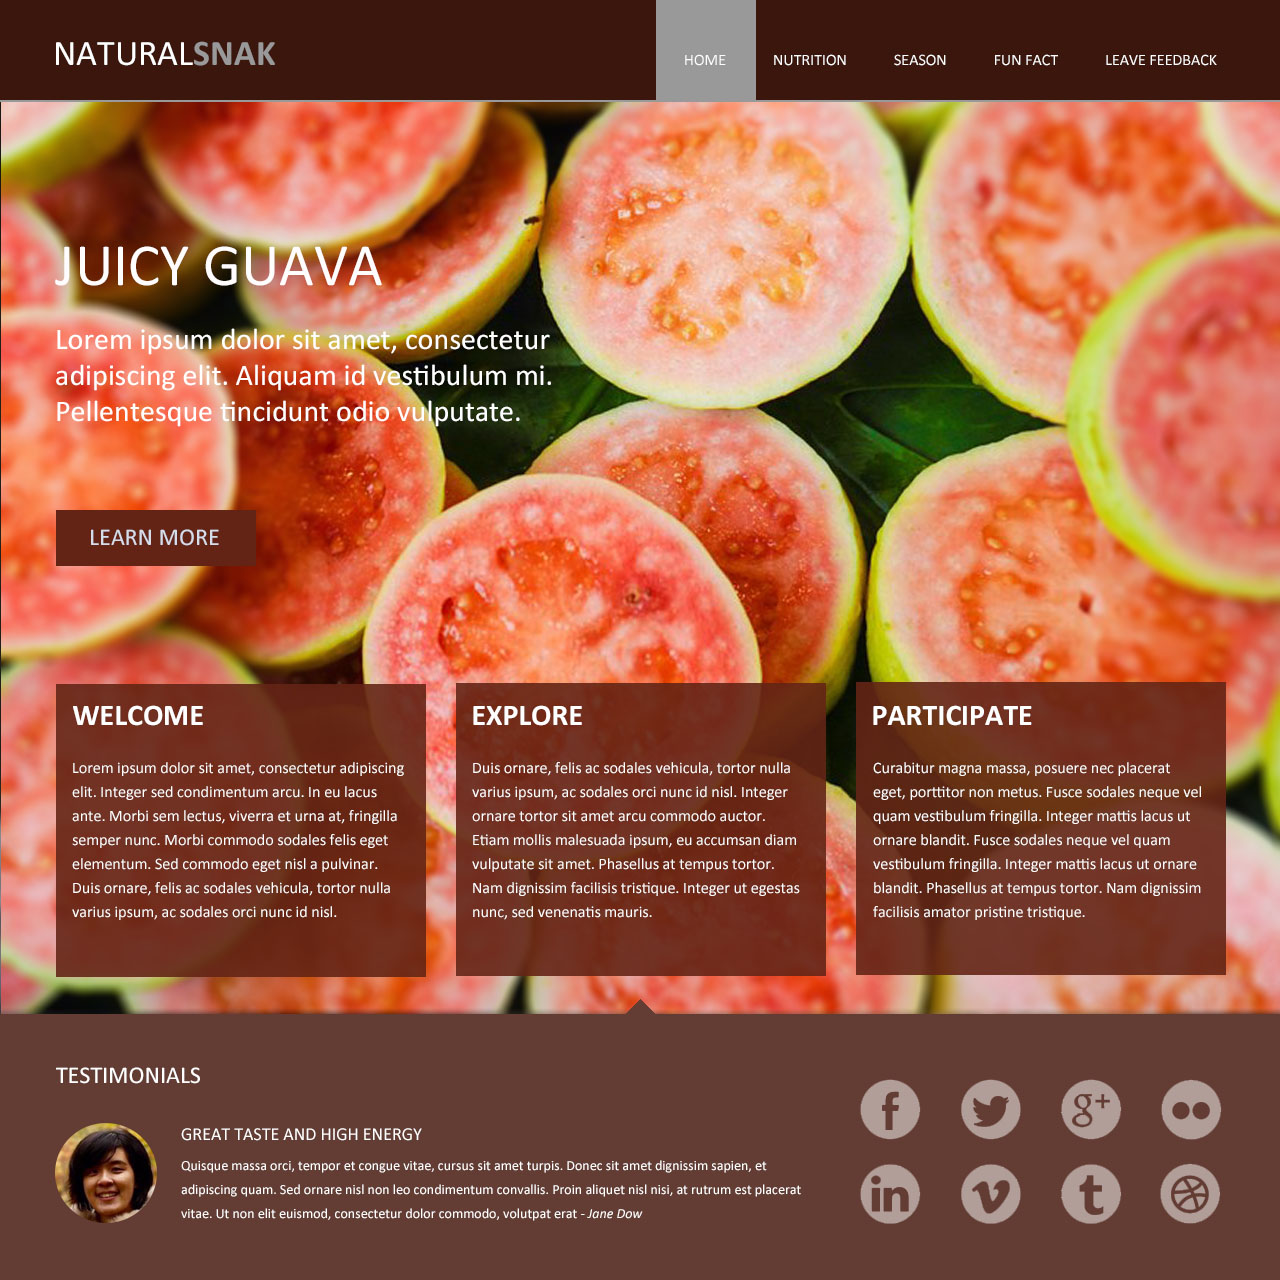 NATURALSNAK
HOME NUTRITION SEASON FUN FACT LEAVE FEEDBACK
JUICY GUAVA
Lorem ipsum dolor sit amet, consectetur
adipiscing elit. Aliquam id vestibulum mi.
Pellentesque tincidunt odio vulputate.
LEARN MORE
WELCOME
Lorem ipsum dolor sit amet, consectetur adipiscing
elit. Integer sed condimentum arcu. In eu lacus
ante. Morbi sem lectus, viverra et urna at, fringilla
semper nunc. Morbi commodo sodales felis eget
elementum. Sed commodo eget nisl a pulvinar.
Duis ornare, felis ac sodales vehicula, tortor nulla
varius ipsum, ac sodales orci nunc id nisl.
EXPLORE
Duis ornare, felis ac sodales vehicula, tortor nulla
varius ipsum, ac sodales orci nunc id nisl. Integer
ornare tortor sit amet arcu commodo auctor.
Etiam mollis malesuada ipsum, eu accumsan diam
vulputate sit amet. Phasellus at tempus tortor.
Nam dignissim facilisis tristique. Integer ut egestas
nunc, sed venenatis mauris.
PARTICIPATE
Curabitur magna massa, posuere nec placerat
eget, porttitor non metus. Fusce sodales neque vel
quam vestibulum fringilla. Integer mattis lacus ut
ornare blandit. Fusce sodales neque vel quam
vestibulum fringilla. Integer mattis lacus ut ornare
blandit. Phasellus at tempus tortor. Nam dignissim
facilisis amator pristine tristique.
TESTIMONIALS
GREAT TASTE AND HIGH ENERGY
Quisque massa orci, tempor et congue vitae, cursus sit amet turpis. Donec sit amet dignissim sapien, et
adipiscing quam. Sed ornare nisl non leo condimentum convallis. Proin aliquet nisl nisi, at rutrum est placerat
vitae. Ut non elit euismod, consectetur dolor commodo, volutpat erat - Jane Dow
f g+
in t